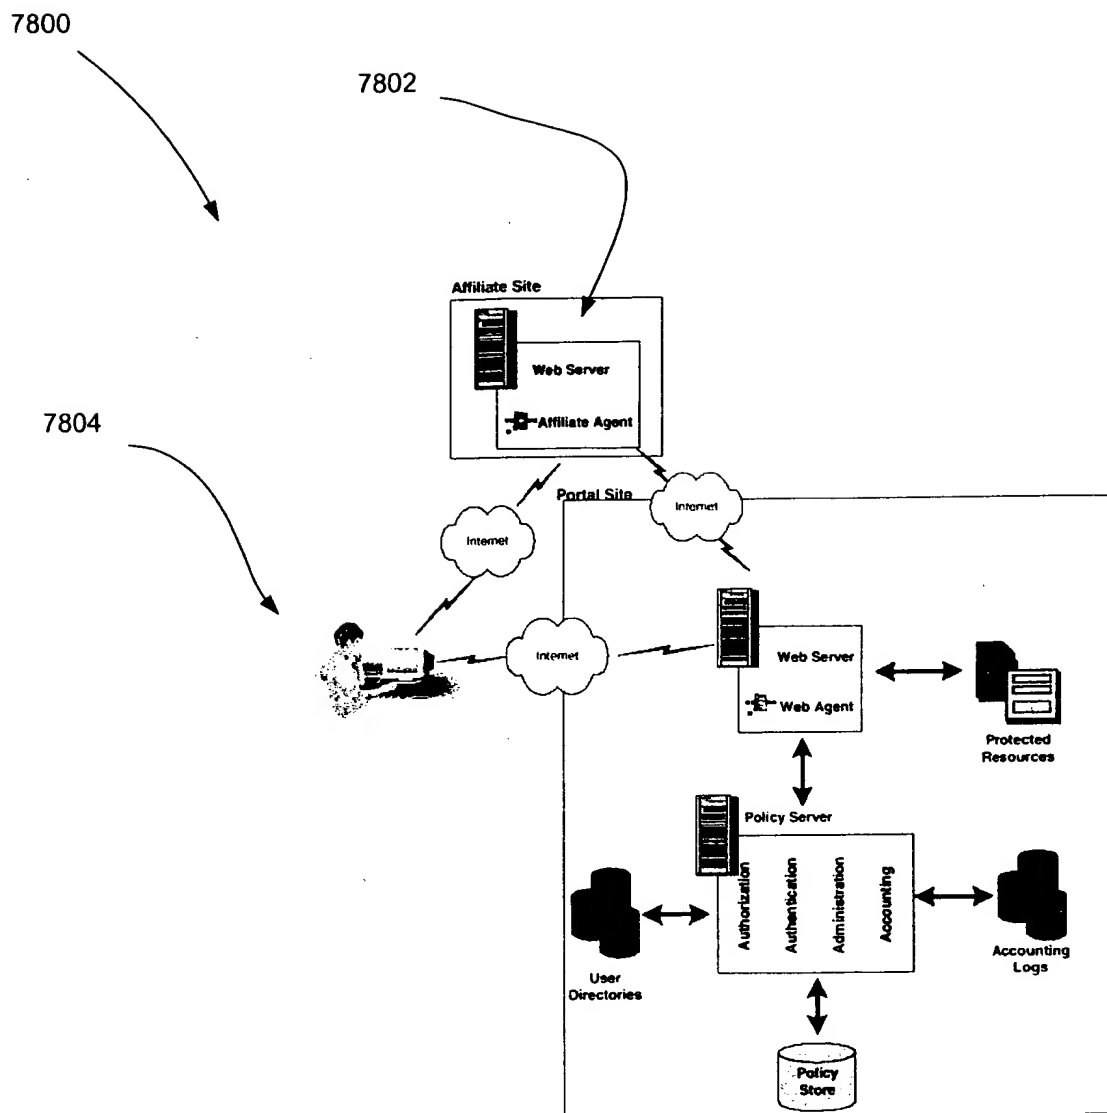 7800
7802
Affiliate Site
Web Server
Affiliate Agent
7804
Portal Site
Internet
Internet
Internet
Web Server
Web Agent
Protected
Resources
Policy Server
Authorization
Authentication
Administration
Accounting
User
Directories
Accounting
Logs
Policy
Store